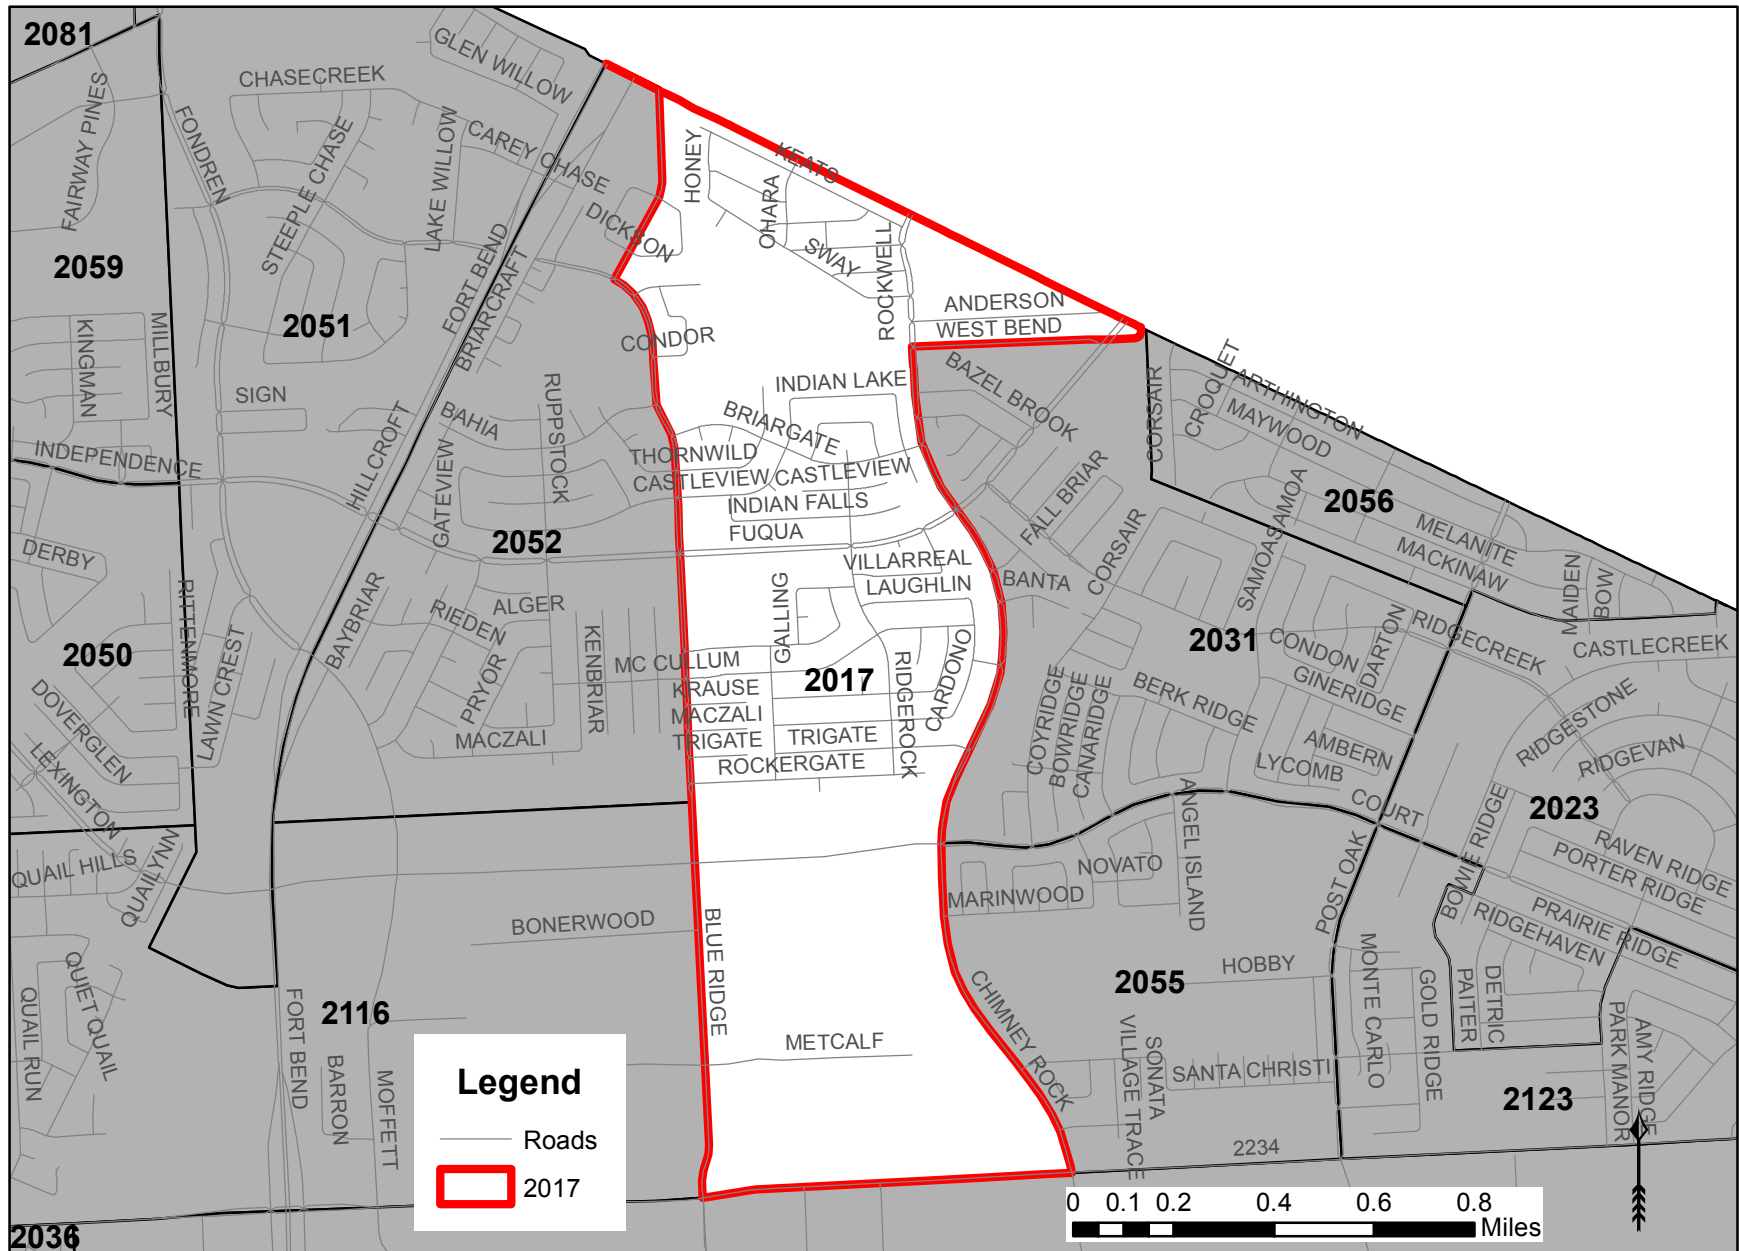 2081
GLEN WILLOW
CHASECREEK
FAIRWAY PINES
FONDREN
STEEPLE CHASE
LAKE WILLOW
CAREY CHASE
HONEY
KEATS
OHARA
DICKSON
SWAY
ROCKWELL
2059
FORT BEND
BRIARCRAFT
ANDERSON
WEST BEND
2051
CONDOR
KINGMAN
MILLBURY
SIGN
INDIAN LAKE
BAZEL BROOK
CORSAIR
CROQUET
ARTHINGTON
MAYWOOD
RUPPSTOCK
BAHIA
BRIARGATE
HILLCROFT
GATEVIEW
INDEPENDENCE
THORNWILD
CASTLEVIEW
CASTLEVIEW
INDIAN FALLS
FUQUA
FALL BRIAR
CORSAIR
SAMOA
SAMOA
2056
MELANITE
MACKINAW
DERBY
2052
VILLARREAL
LAUGHLIN
BANTA
MAIDEN
BOW
RITTENMORE
BAYBRIAR
RIEDEN
ALGER
KENBRIAR
GALLING
2050
LAWN CREST
PRYOR
MC CULLUM
KRAUSE
MACZALI
TRIGATE
TRIGATE
ROCKERGATE
2017
RIDGEROCK
CARDONO
2031
CONDON
DARTON
GINERIDGE
RIDGECREEK
CASTLECREEK
DOVERGLEN
LEXINGTON
MACZALI
COYRIDGE
BOWRIDGE
CANARIDGE
BERK RIDGE
AMBERN
LYCOMB
RIDGESTONE
RIDGEVAN
COURT
2023
QUAIL HILLS
QUAILYNN
NOVATO
MARINWOOD
ANGEL ISLAND
POST OAK
BOWIE RIDGE
RAVEN RIDGE
PORTER RIDGE
PRAIRIE RIDGE
RIDGEHAVEN
BONERWOOD
BLUE RIDGE
QUAIL RUN
QUIET QUAIL
2116
FORT BEND
BARRON
MOFFETT
METCALF
CHIMNEY ROCK
2055
HOBBY
MONTE CARLO
GOLD RIDGE
PAITER
DETRIC
VILLAGE TRACE
SONATA
SANTA CHRISTI
2123
PARK MANOR
AMY RIDGE
2234
2036
Legend
Roads
2017
0 0.1 0.2 0.4 0.6 0.8
Miles